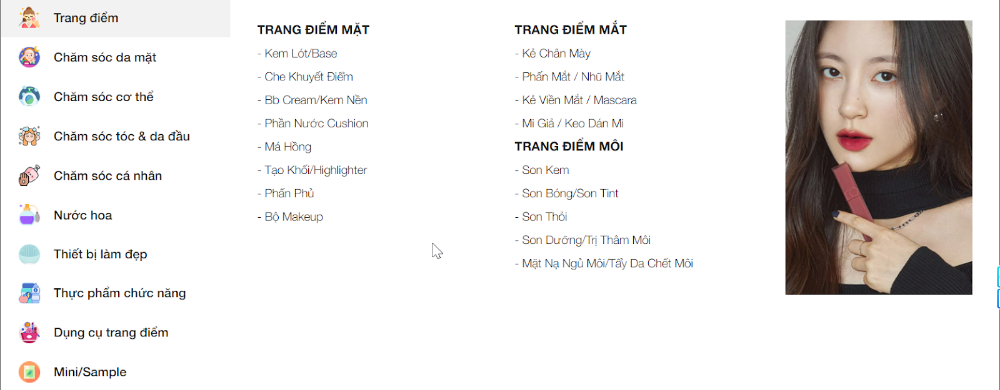 Trang điểm
Chăm sóc da mặt
Chăm sóc cơ thể
Chăm sóc tóc & da đầu
Chăm sóc cá nhân
Nước hoa
Thiết bị làm đẹp
Thực phẩm chức năng
Dụng cụ trang điểm
Mini/Sample
TRANG ĐIỂM MẶT
- Kem Lót/Base
- Che Khuyết Điểm
- Bb Cream/Kem Nền
- Phần Nước Cushion
- Má Hồng
- Tạo Khối/Highlighter
- Phấn Phủ
- Bộ Makeup
TRANG ĐIỂM MẮT
- Kẻ Chân Mày
- Phấn Mắt / Nhũ Mắt
- Kẻ Viền Mắt / Mascara
- Mi Giả / Keo Dán Mi
TRANG ĐIỂM MÔI
- Son Kem
- Son Bóng/Son Tint
- Son Thỏi
- Son Dưỡng/Trị Thâm Môi
- Mặt Nạ Ngủ Môi/Tẩy Da Chết Môi